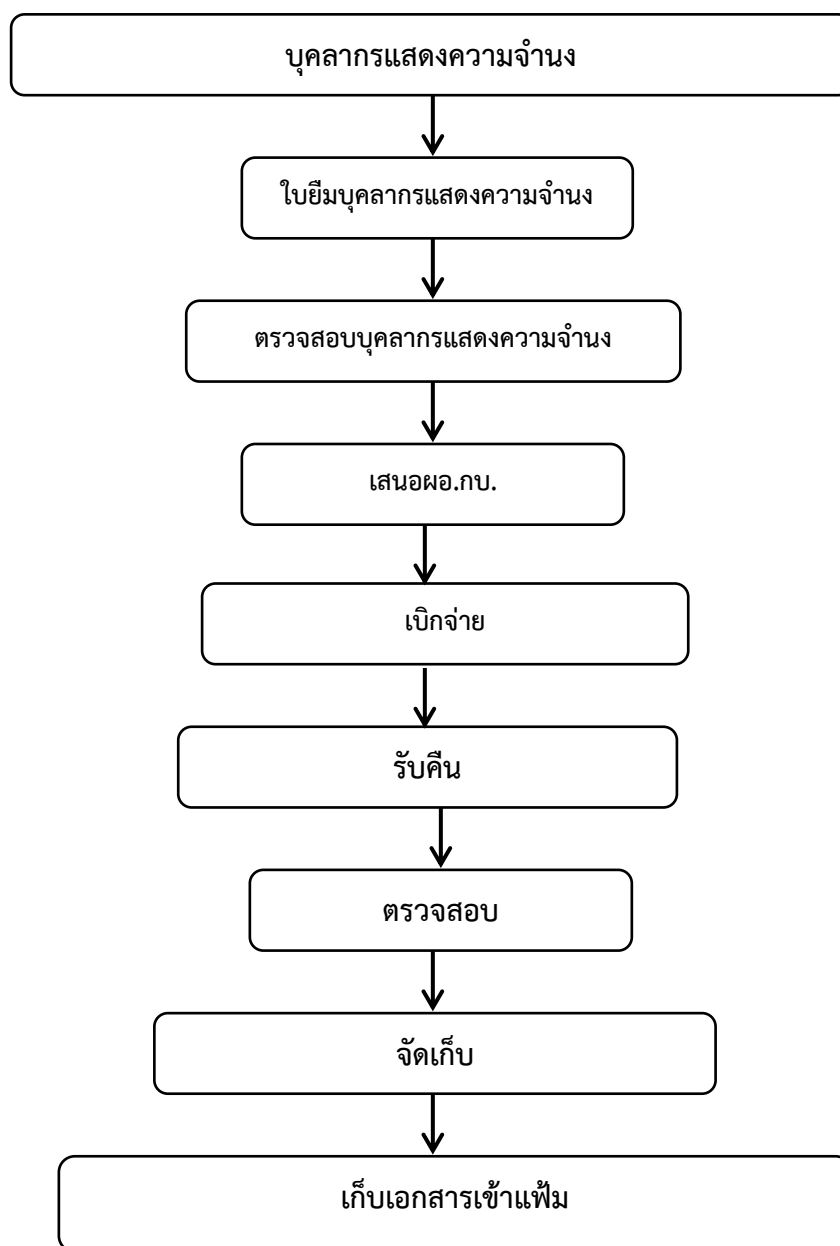 บุคลากรแสดงความจำนง
ใบยืมบุคลากรแสดงความจำนง
ตรวจสอบบุคลากรแสดงความจำนง
เสนอผอ.กบ.
เบิกจ่าย
รับคืน
ตรวจสอบ
จัดเก็บ
เก็บเอกสารเข้าแฟ้ม